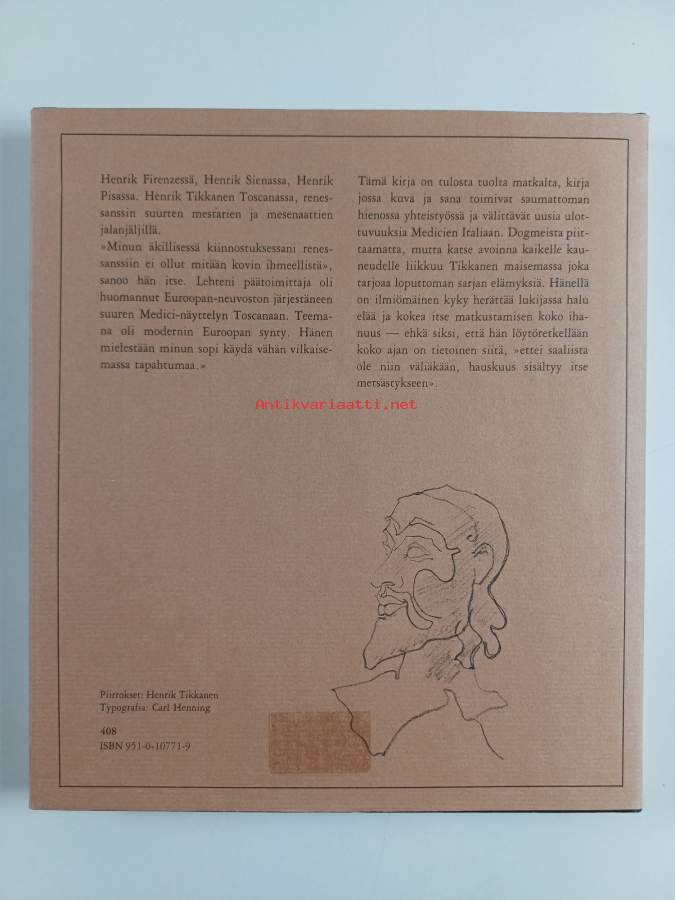 Henrik Firenzessä, Henrik Sienassa, Henrik
Pisassa. Henrik Tikkanen Toscanassa, renes-
sanssin suurten mestarien ja mesenaattien
jalanjäljillä.
»Minun äkillisessä kiinnostuksessani renes-
sanssiin ei ollut mitään kovin ihmeellistä»,
sanoo hän itse. Lehteni päätoimittaja oli
huomannut Euroopan-neuvoston järjestäneen
suuren Medici-näyttelyn Toscanaan. Teema-
na oli modernin Euroopan synty. Hänen
mielestään minun sopi käydä vähän vilkaise-
massa tapahtumaa.»
Tämä kirja on tulosta tuolta matkalta, kirja
jossa kuva ja sana toimivat saumattoman
hienossa yhteistyössä ja välittävät uusia ulot-
tuvuuksia Medicien Italiaan. Dogmeista piit-
taamatta, mutta katse avoinna kaikelle kau-
neudelle liikkuu Tikkanen maisemassa joka
tarjoaa loputtoman sarjan elämyksiä. Hänellä
on ilmiömäinen kyky herättää lukijassa halu
elää ja kokea itse matkustamisen koko iha-
nuus — ehkä siksi, että hän löytöretkellään
koko ajan on tietoinen siitä, »ettei saaliista
ole niin väliäkään, hauskuus sisältyy itse
metsästykseen».
Antikvariaatti.net
Piirrokset: Henrik Tikkanen
Typografia: Carl Henning
408
ISBN 951-0-10771-9